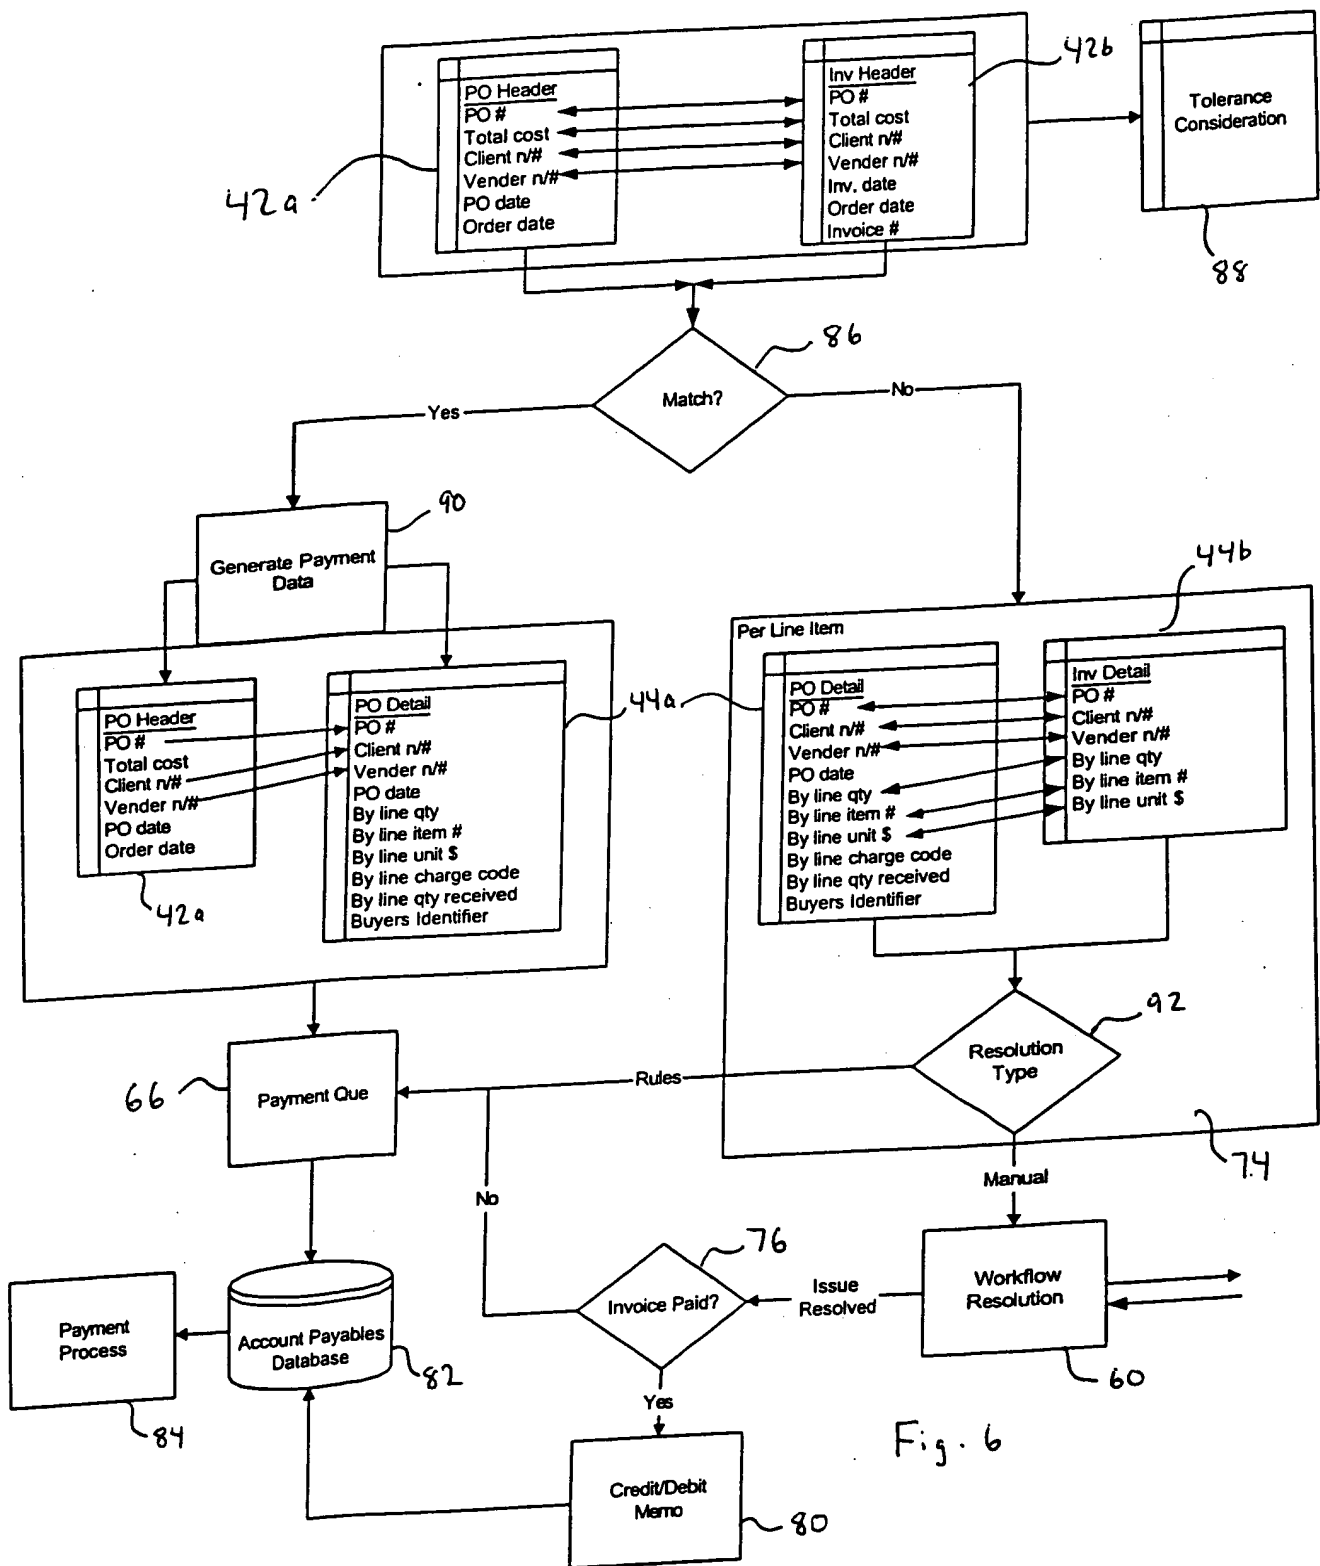 PO Header
PO #
Total cost
Client n/#
Vender n/#
PO date
Order date
42a
Inv Header
PO #
Total cost
Client n/#
Vender n/#
Inv. date
Order date
Invoice #
42b
Tolerance
Consideration
88
Match?
86
Yes
No
Generate Payment
Data
90
PO Header
PO #
Total cost
Client n/#
Vender n/#
PO date
Order date
42a
PO Detail
PO #
Client n/#
Vender n/#
PO date
By line qty
By line item #
By line unit $
By line charge code
By line qty received
Buyers Identifier
44a
Per Line Item
PO Detail
PO #
Client n/#
Vender n/#
PO date
By line qty
By line item #
By line unit $
By line charge code
By line qty received
Buyers Identifier
44b
Inv Detail
PO #
Client n/#
Vender n/#
By line qty
By line item #
By line unit $
Resolution
Type
92
74
Rules
Manual
Payment Que
66
No
Invoice Paid?
76
Issue
Resolved
Workflow
Resolution
60
Payment
Process
84
Account Payables
Database
82
Yes
Credit/Debit
Memo
80
Fig. 6